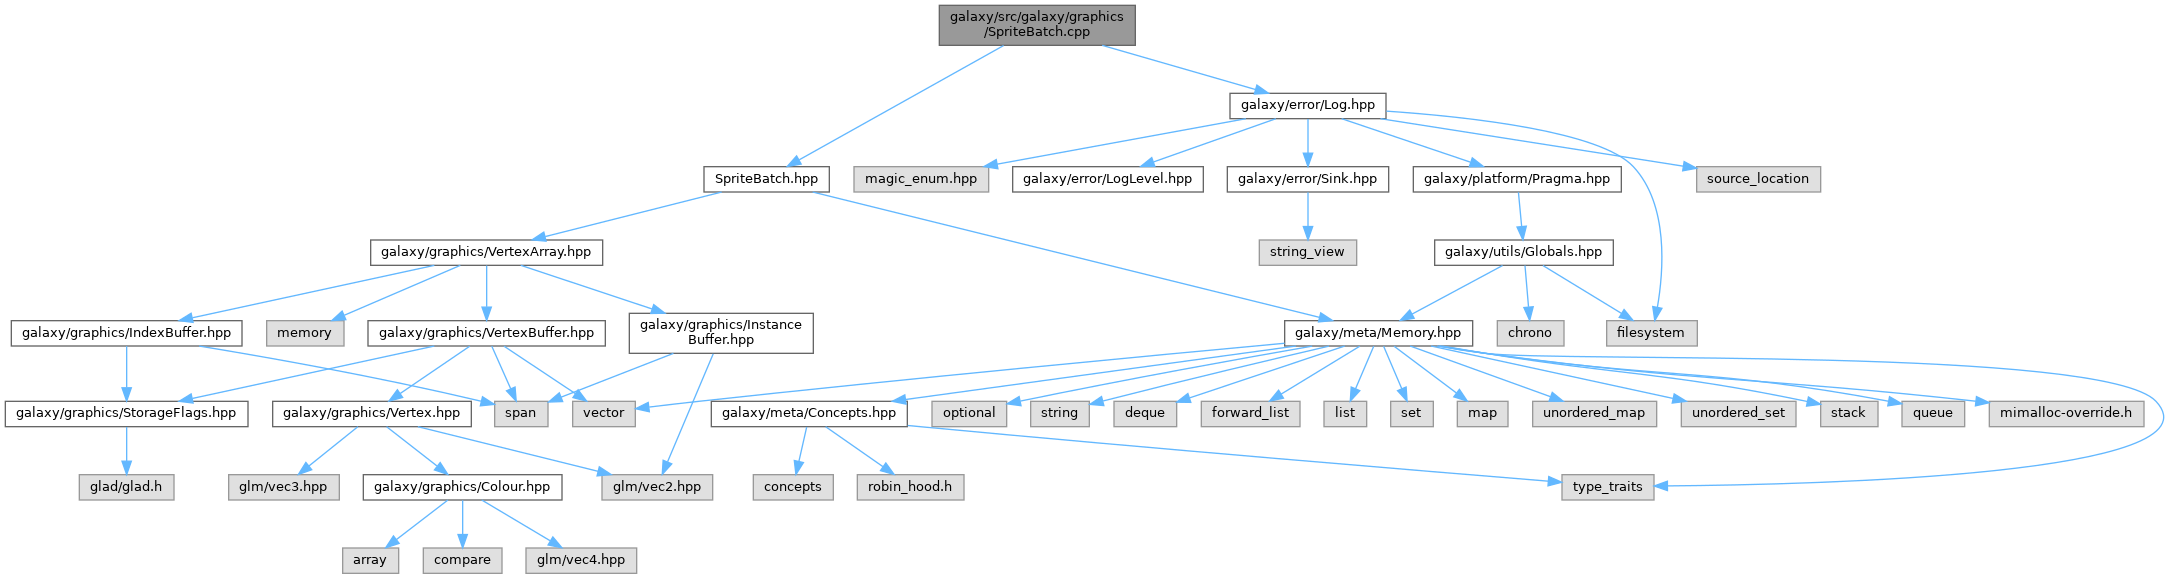 galaxy/src/galaxy/graphics
/SpriteBatch.cpp
galaxy/error/Log.hpp
SpriteBatch.hpp
magic_enum.hpp
galaxy/error/LogLevel.hpp
galaxy/error/Sink.hpp
galaxy/platform/Pragma.hpp
source_location
galaxy/graphics/VertexArray.hpp
string_view
galaxy/utils/Globals.hpp
galaxy/graphics/IndexBuffer.hpp
memory
galaxy/graphics/VertexBuffer.hpp
galaxy/graphics/Instance
Buffer.hpp
galaxy/meta/Memory.hpp
chrono
filesystem
galaxy/graphics/StorageFlags.hpp
galaxy/graphics/Vertex.hpp
span
vector
galaxy/meta/Concepts.hpp
optional
string
deque
forward_list
list
set
map
unordered_map
unordered_set
stack
queue
mimalloc-override.h
glad/glad.h
glm/vec3.hpp
galaxy/graphics/Colour.hpp
glm/vec2.hpp
concepts
robin_hood.h
type_traits
array
compare
glm/vec4.hpp